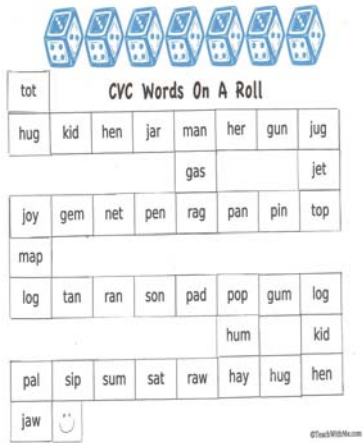 tot
CVC Words On A Roll
hug kid hen jar man her gun jug
gas jet
joy gem net pen rag pan pin top
map
log tan ran son pad pop gum log
hum kid
pal sip sum sat raw hay hug hen
jaw
©TeachWithMe.com